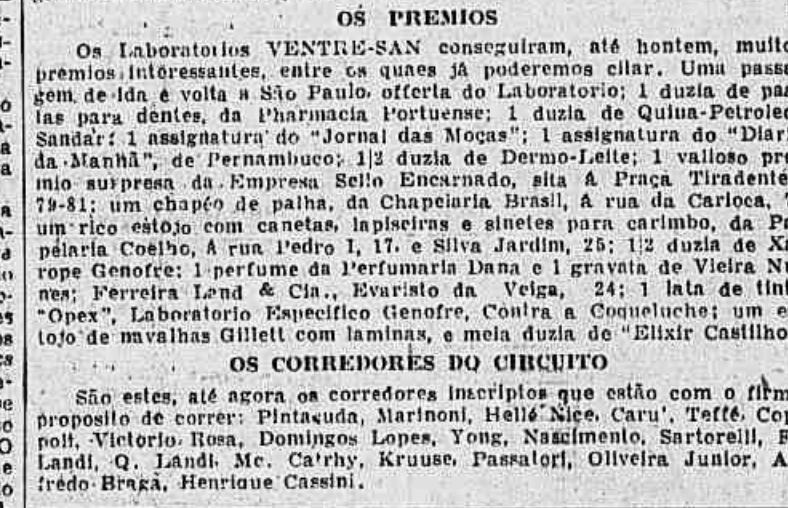 OS PREMIOS
Os Laboratorios VENTRE-SAN conseguiram, até hontem, muito
premios interessantes, entre os quaes já poderemos citar. Uma passa
gem de ida é volta a São Paulo, offerta do Laboratorio; 1 duzia de pas
tas para dentes, da Pharmacia Portuense; 1 duzia de Quiua-Petroleo
Sandar; 1 assignatura do "Jornal das Moças"; 1 assignatura do "Diari
da Manhã", de Pernambuco; 1|2 duzia de Dermo-Leite; 1 valioso pre
mio surpresa da Empresa Sello Encarnado, sita á Praça Tiradente
79-81; um chapéo de palha, da Chapelaria Brasil, á rua da Carioca,
um rico estojo com canetas, lapiseiras e sinetes para carimbo, da Pa
pelaria Coelho, á rua Pedro I, 17. e Silva Jardim, 25; 1|2 duzia de Xa
rope Genofre; 1 perfume da Perfumaria Dana e 1 gravata de Vieira Nu
nes; Ferreira Land & Cia., Evaristo da Veiga, 24; 1 lata de tint
"Opex", Laboratorio Especifico Genofre, Contra a Coqueluche; um es
tojo de navalhas Gillett com laminas, e meia duzia de "Elixir Castilho
OS CORREDORES DO CIRCUITO
São estes, até agora os corredores inscriptos que estão com o firm
proposito de correr: Pintacuda, Marinoni, Hellé Nice, Caru', Teffé, Cop
poli, Victorio Rosa, Domingos Lopes, Yong, Nascimento, Sartorelli, F
Landi, Q. Landi, Mc. Ca'rhy, Kruuse, Passatori, Oliveira Junior, A
fredo Braga, Henrique Cassini.